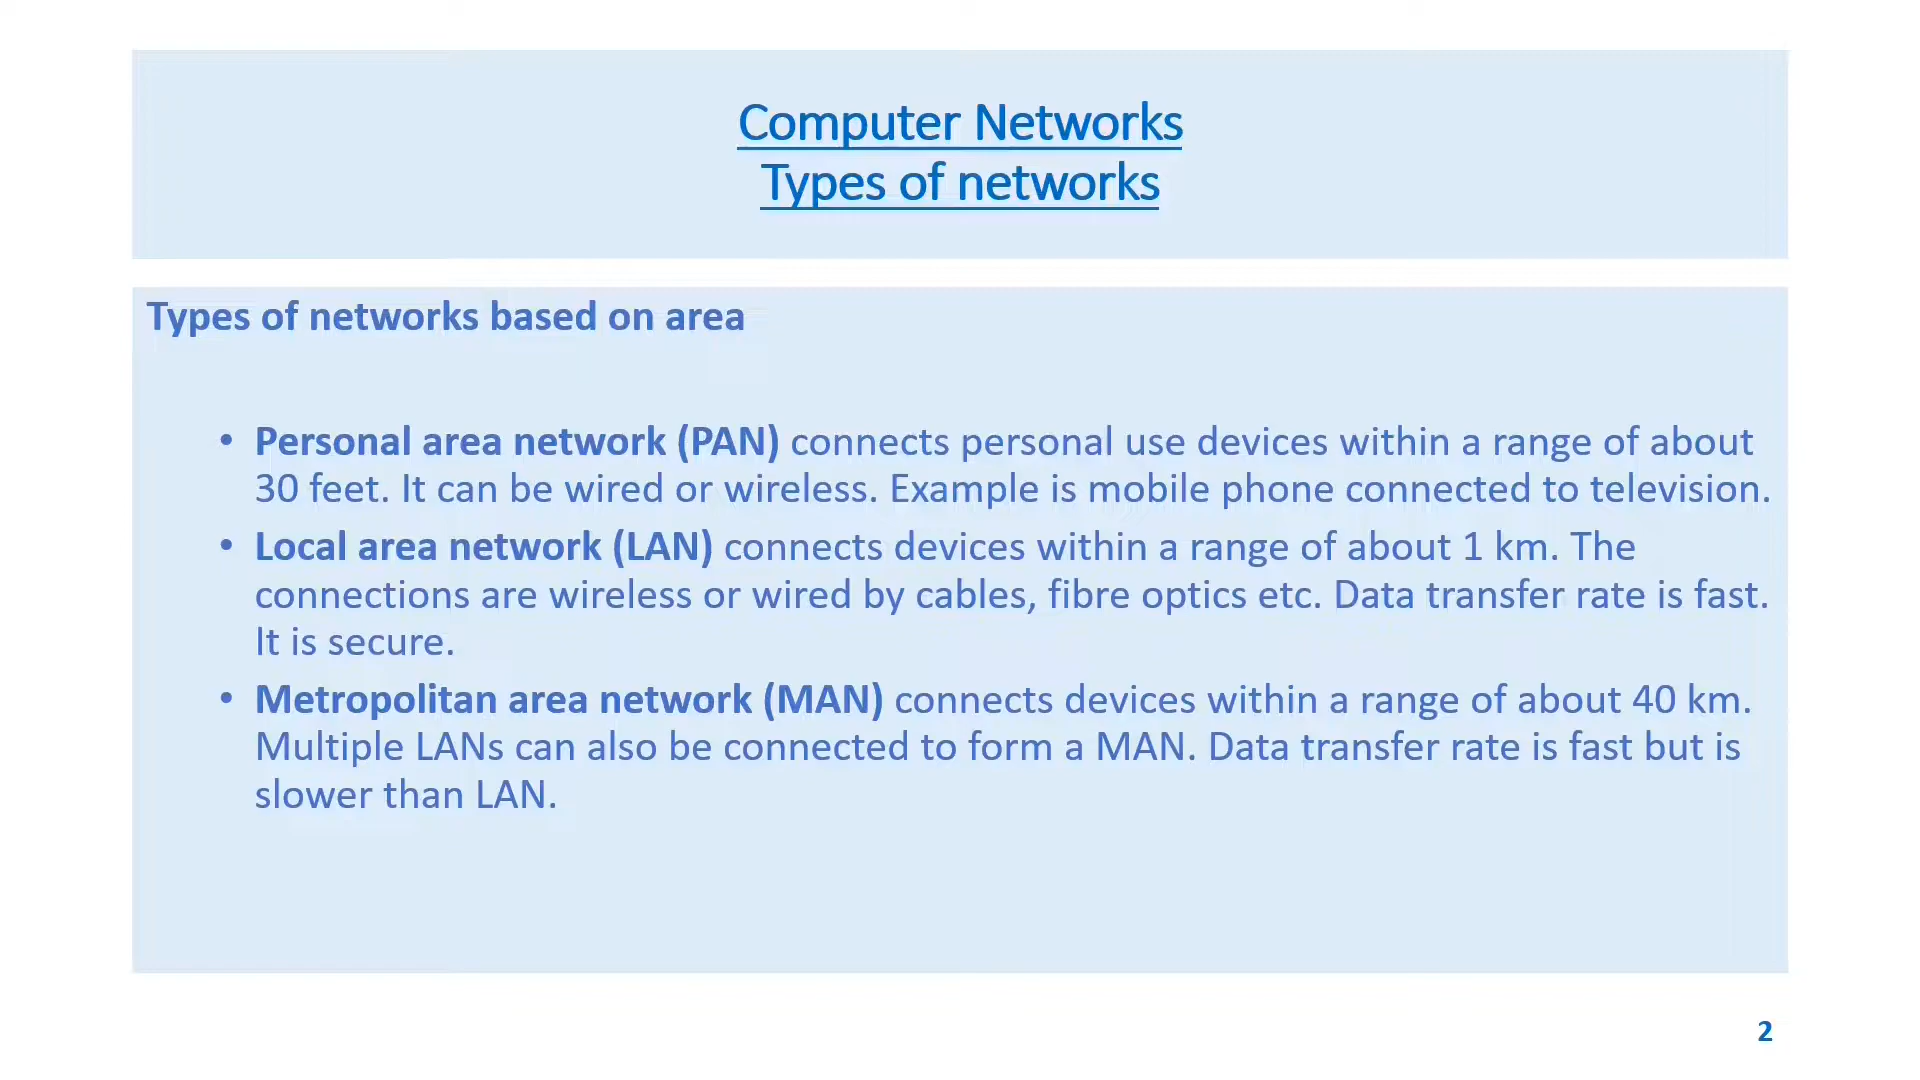 Computer Networks
Types of networks
Types of networks based on area
• Personal area network (PAN) connects personal use devices within a range of about
30 feet. It can be wired or wireless. Example is mobile phone connected to television.
• Local area network (LAN) connects devices within a range of about 1 km. The
connections are wireless or wired by cables, fibre optics etc. Data transfer rate is fast.
It is secure.
• Metropolitan area network (MAN) connects devices within a range of about 40 km.
Multiple LANs can also be connected to form a MAN. Data transfer rate is fast but is
slower than LAN.
2